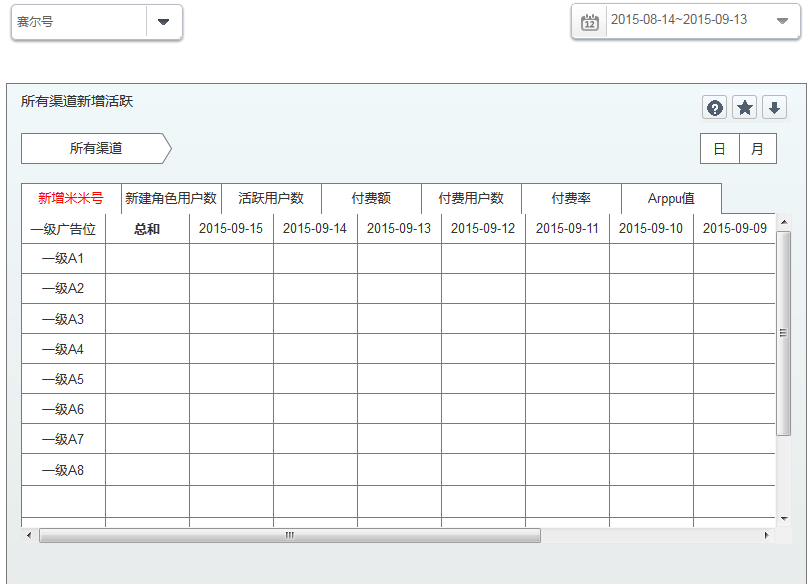 赛尔号
12 2015-08-14~2015-09-13
所有渠道新增活跃
所有渠道
日 月
新增米米号 新建角色用户数 活跃用户数 付费额 付费用户数 付费率 Arppu值
一级广告位 总和 2015-09-15 2015-09-14 2015-09-13 2015-09-12 2015-09-11 2015-09-10 2015-09-09
一级A1
一级A2
一级A3
一级A4
一级A5
一级A6
一级A7
一级A8